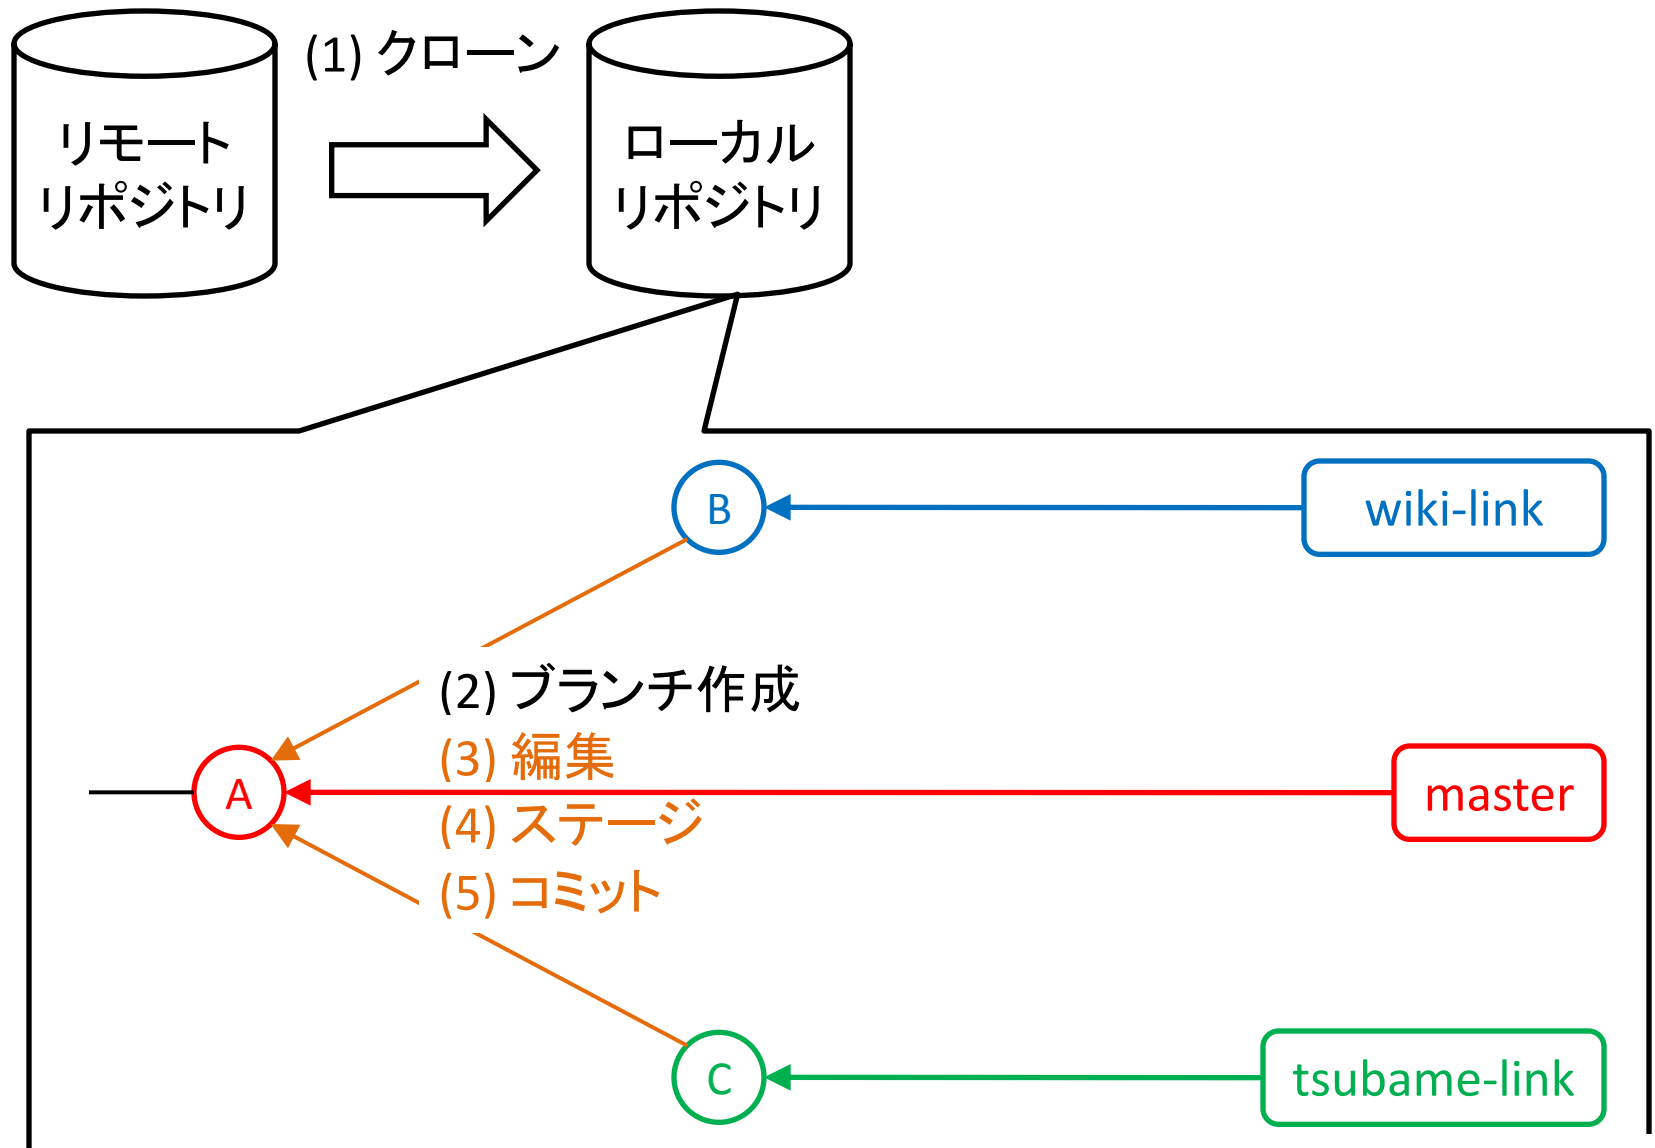 (1) クローン
リモート
リポジトリ
ローカル
リポジトリ
B
wiki-link
(2) ブランチ作成
(3) 編集
A
master
(4) ステージ
(5) コミット
C
tsubame-link